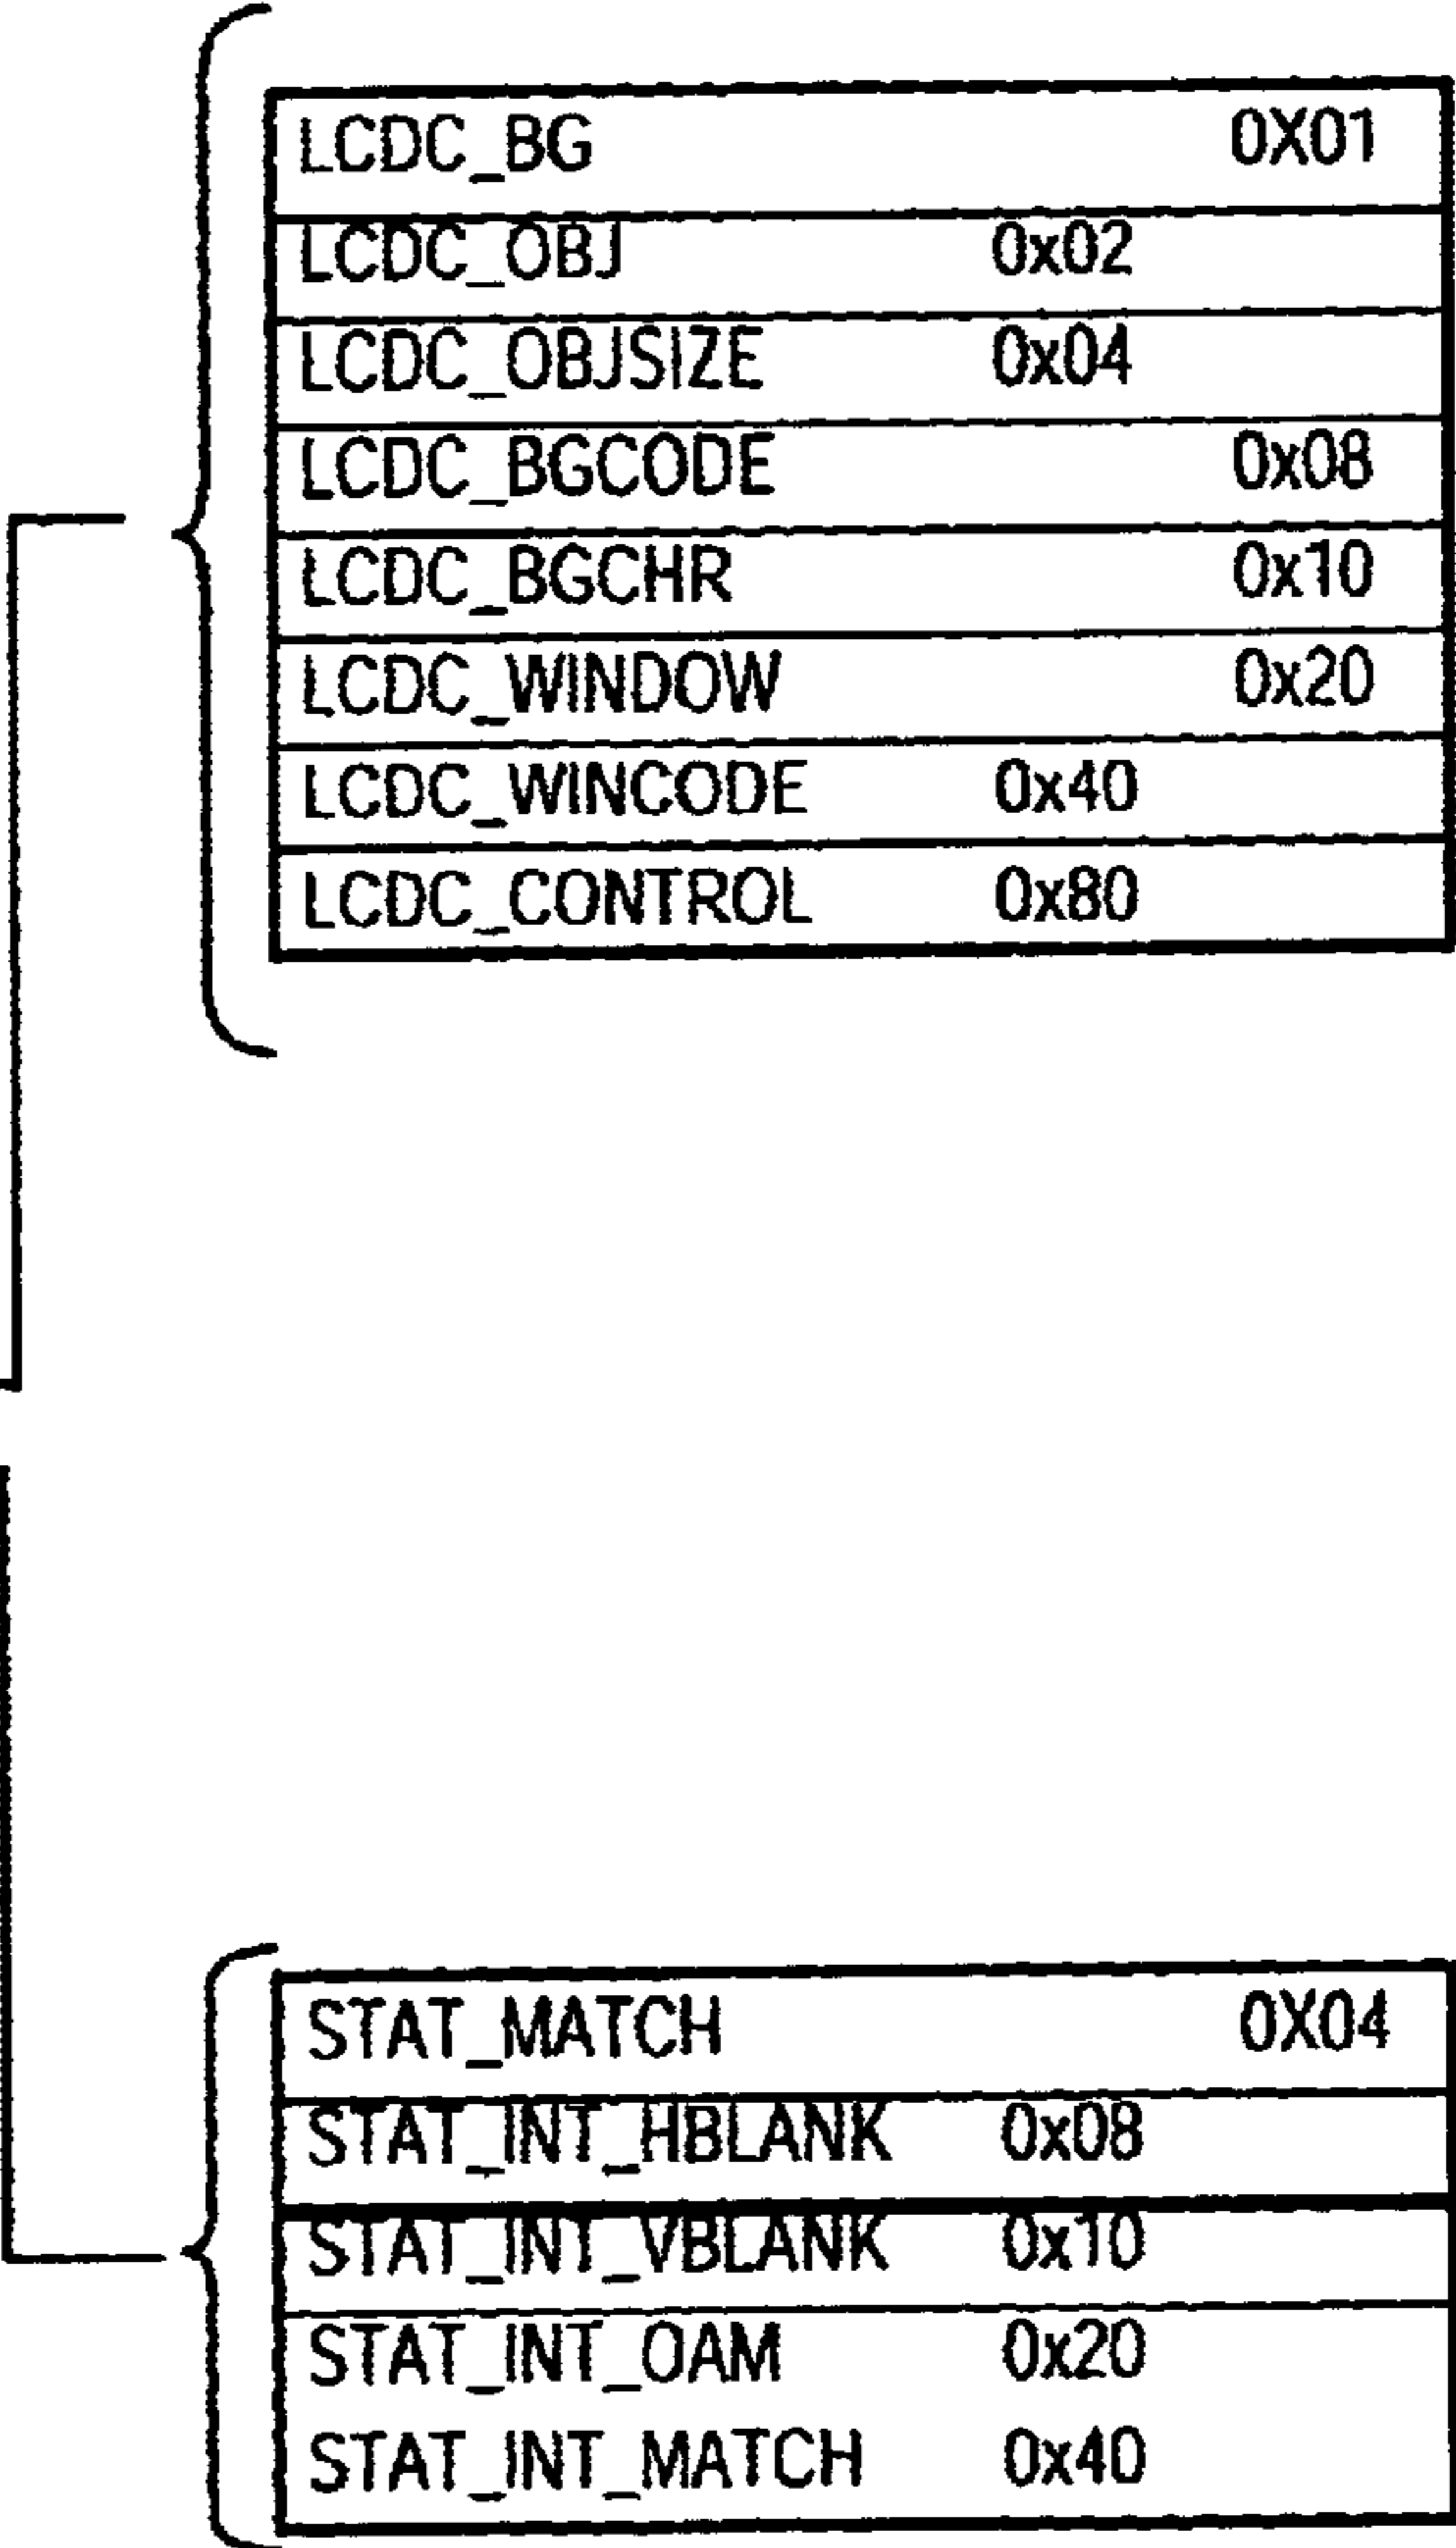 LCDC_BG 0X01
LCDC_OBJ 0x02
LCDC_OBJSIZE 0x04
LCDC_BGCODE 0x08
LCDC_BGCHR 0x10
LCDC_WINDOW 0x20
LCDC_WINCODE 0x40
LCDC_CONTROL 0x80
STAT_MATCH 0X04
STAT_INT_HBLANK 0x08
STAT_INT_VBLANK 0x10
STAT_INT_OAM 0x20
STAT_INT_MATCH 0x40